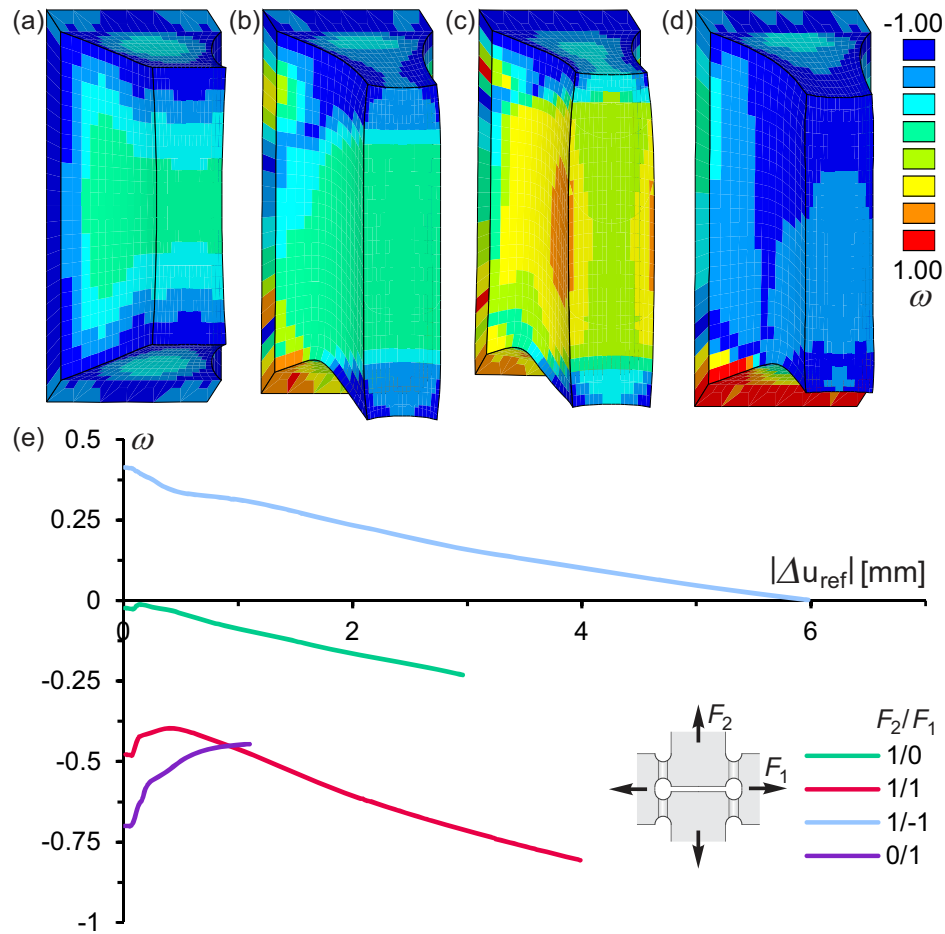 (a) (b) (c) (d)
-1.00
1.00
ω
(e)
0.5
ω
0.25
|Δu_ref| [mm]
0
0 2 4 6
-0.25
F₂ F₂/F₁
1/0
-0.5
F₁
1/1
1/-1
-0.75
0/1
-1